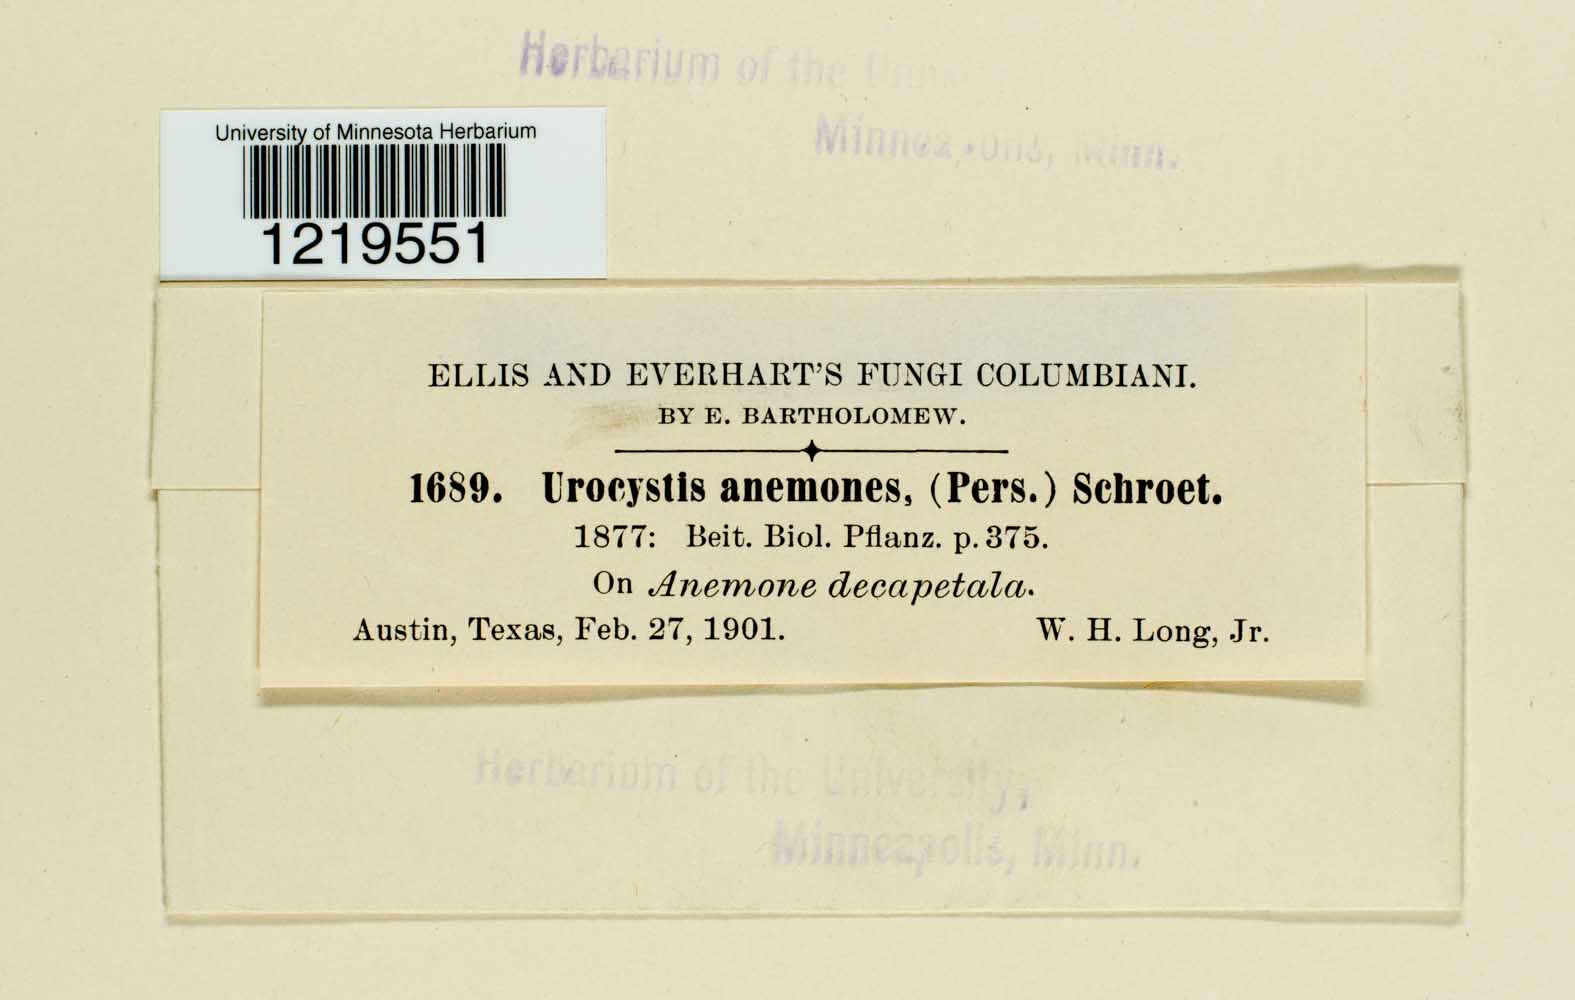 Herbarium of the
Minneapolis, Minn.
University of Minnesota Herbarium
1219551
ELLIS AND EVERHART'S FUNGI COLUMBIANI.
BY E. BARTHOLOMEW.
1689. Urocystis anemones, (Pers.) Schroet.
1877: Beit. Biol. Pflanz. p. 375.
On Anemone decapetala.
Austin, Texas, Feb. 27, 1901. W. H. Long, Jr.
Herbarium of the University,
Minneapolis, Minn.